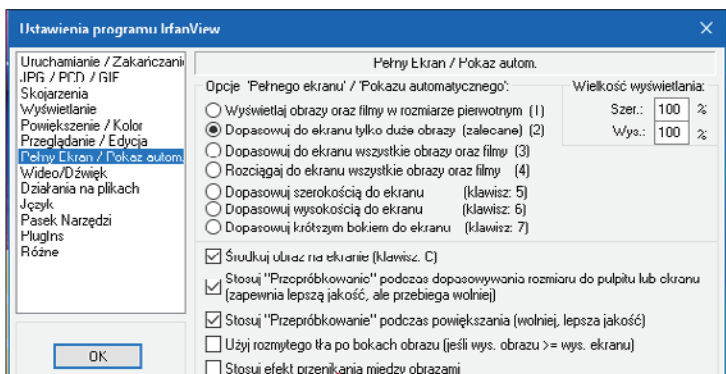 Ustawienia programu IrfanView
Uruchamianie / Zakańczani
JPG / PCD / GIF
Skojarzenia
Wyświetlanie
Powiększenie / Kolor
Przeglądanie / Edycja
Pełny Ekran / Pokaz autom.
Wideo/Dźwięk
Działania na plikach
Język
Pasek Narzędzi
PlugIns
Różne
OK
Pełny Ekran / Pokaz autom.
Opcje 'Pełnego ekranu' / 'Pokazu automatycznego':
Wyświetlaj obrazy oraz filmy w rozmiarze pierwotnym (1)
Dopasowuj do ekranu tylko duże obrazy (zalecane) (2)
Dopasowuj do ekranu wszystkie obrazy oraz filmy (3)
Rozciągaj do ekranu wszystkie obrazy oraz filmy (4)
Dopasowuj szerokością do ekranu (klawisz: 5)
Dopasowuj wysokością do ekranu (klawisz: 6)
Dopasowuj krótszym bokiem do ekranu (klawisz: 7)
Wielkość wyświetlania:
Szer.: 100 %
Wys.: 100 %
Środkuj obraz na ekranie (klawisz: C)
Stosuj "Przepróbkowanie" podczas dopasowywania rozmiaru do pulpitu lub ekranu
(zapewnia lepszą jakość, ale przebiega wolniej)
Stosuj "Przepróbkowanie" podczas powiększania (wolniej, lepsza jakość)
Użyj rozmytego tła po bokach obrazu (jeśli wys. obrazu >= wys. ekranu)
Stosuj efekt przenikania między obrazami